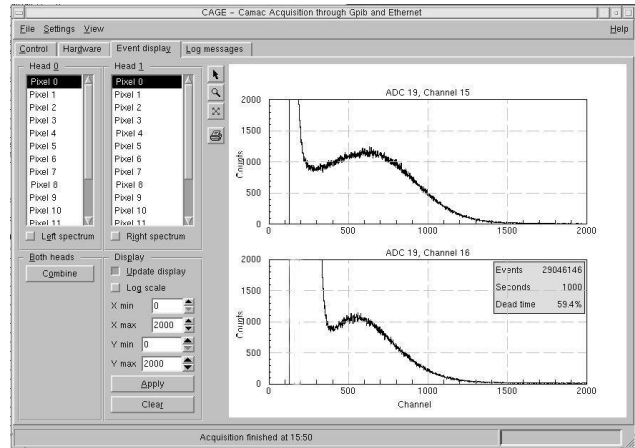 CAGE – Camac Acquisition through Gpib and Ethernet
File Settings View Help
Control Hardware Event display Log messages
Head 0
Pixel 0
Pixel 1
Pixel 2
Pixel 3
Pixel 4
Pixel 5
Pixel 6
Pixel 7
Pixel 8
Pixel 9
Pixel 10
Pixel 11
Left spectrum
Head 1
Pixel 0
Pixel 1
Pixel 2
Pixel 3
Pixel 4
Pixel 5
Pixel 6
Pixel 7
Pixel 8
Pixel 9
Pixel 10
Pixel 11
Right spectrum
Both heads
Combine
Display
Update display
Log scale
X min 0
X max 2000
Y min 0
Y max 2000
Apply
Clear
ADC 19, Channel 15
Counts
2000
1500
1000
500
0
0 500 1000 1500 2000
ADC 19, Channel 16
Events 29046146
Seconds 1000
Dead time 59.4%
Counts
2000
1500
1000
500
0
0 500 1000 1500 2000
Channel
Acquisition finished at 15:50